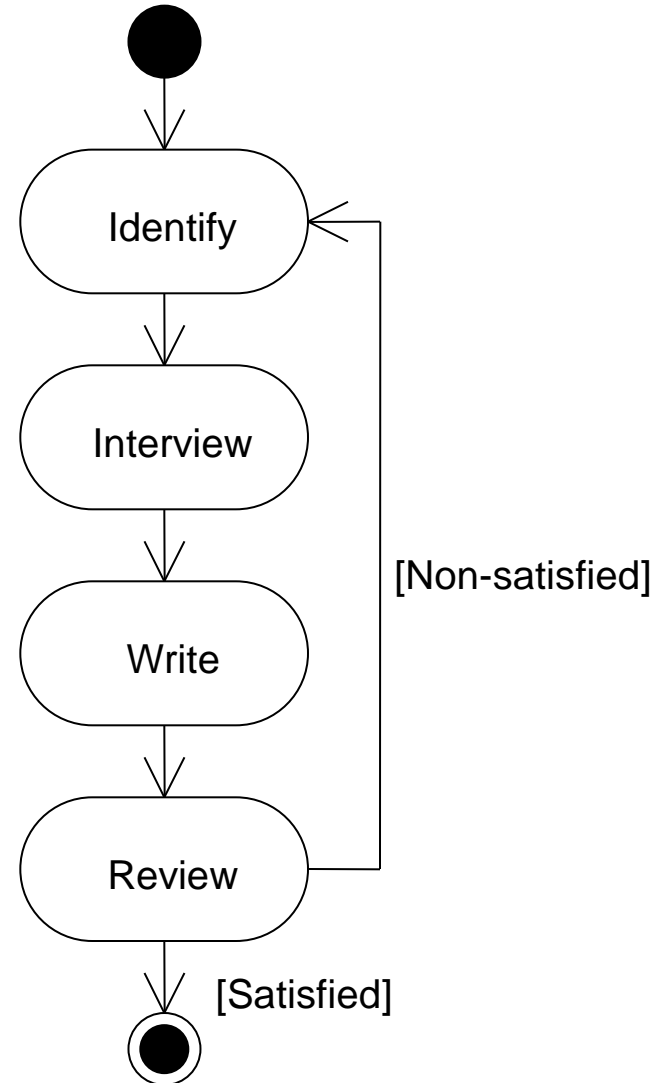 Identify
Interview
[Non-satisfied]
Write
Review
[Satisfied]